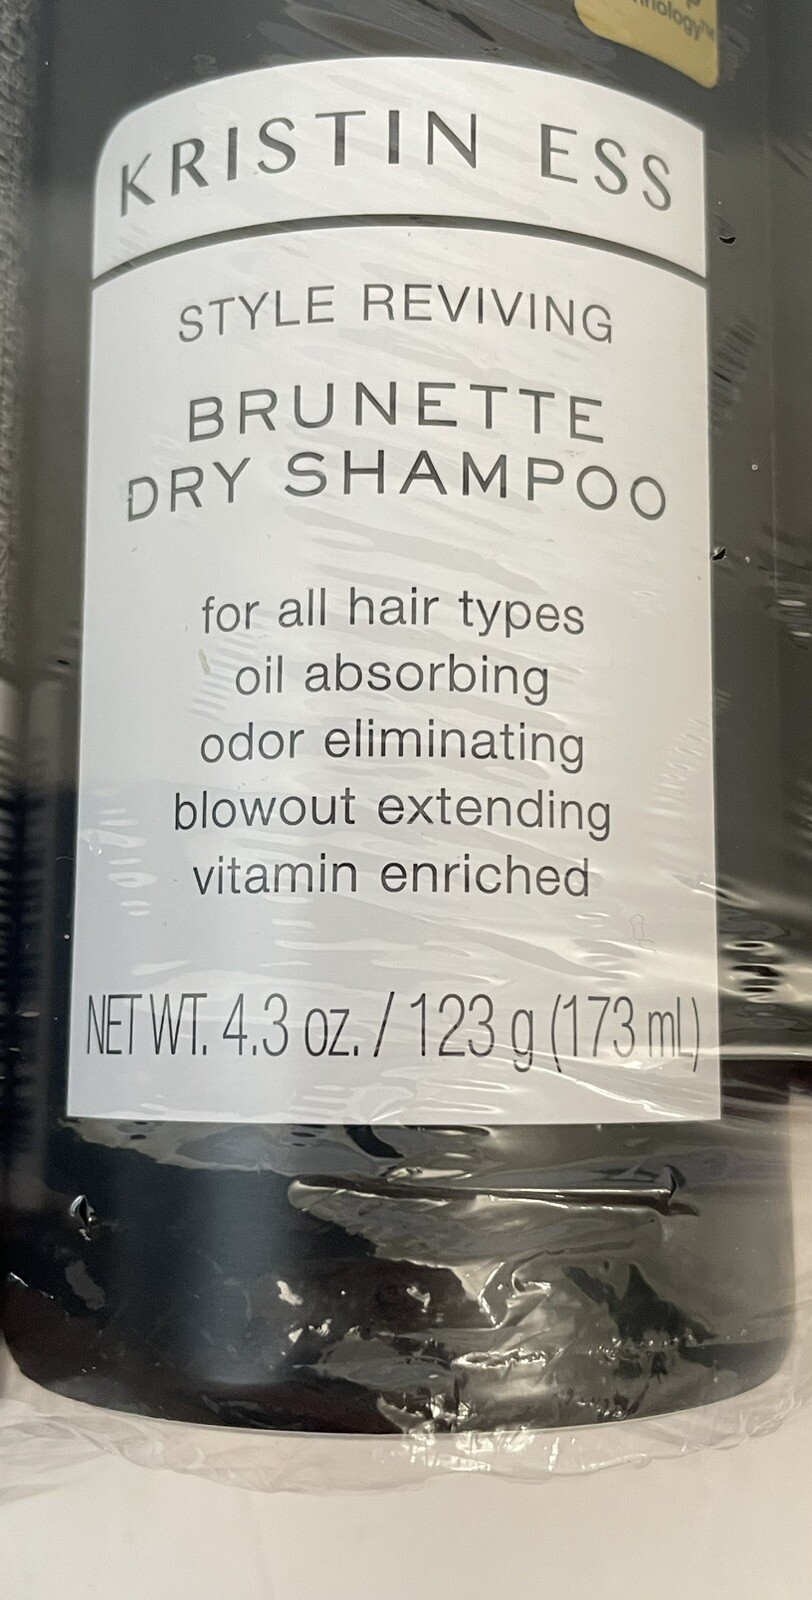 KRISTIN ESS
STYLE REVIVING
BRUNETTE
DRY SHAMPOO
for all hair types
oil absorbing
odor eliminating
blowout extending
vitamin enriched
NET WT. 4.3 oz. / 123 g (173 mL)